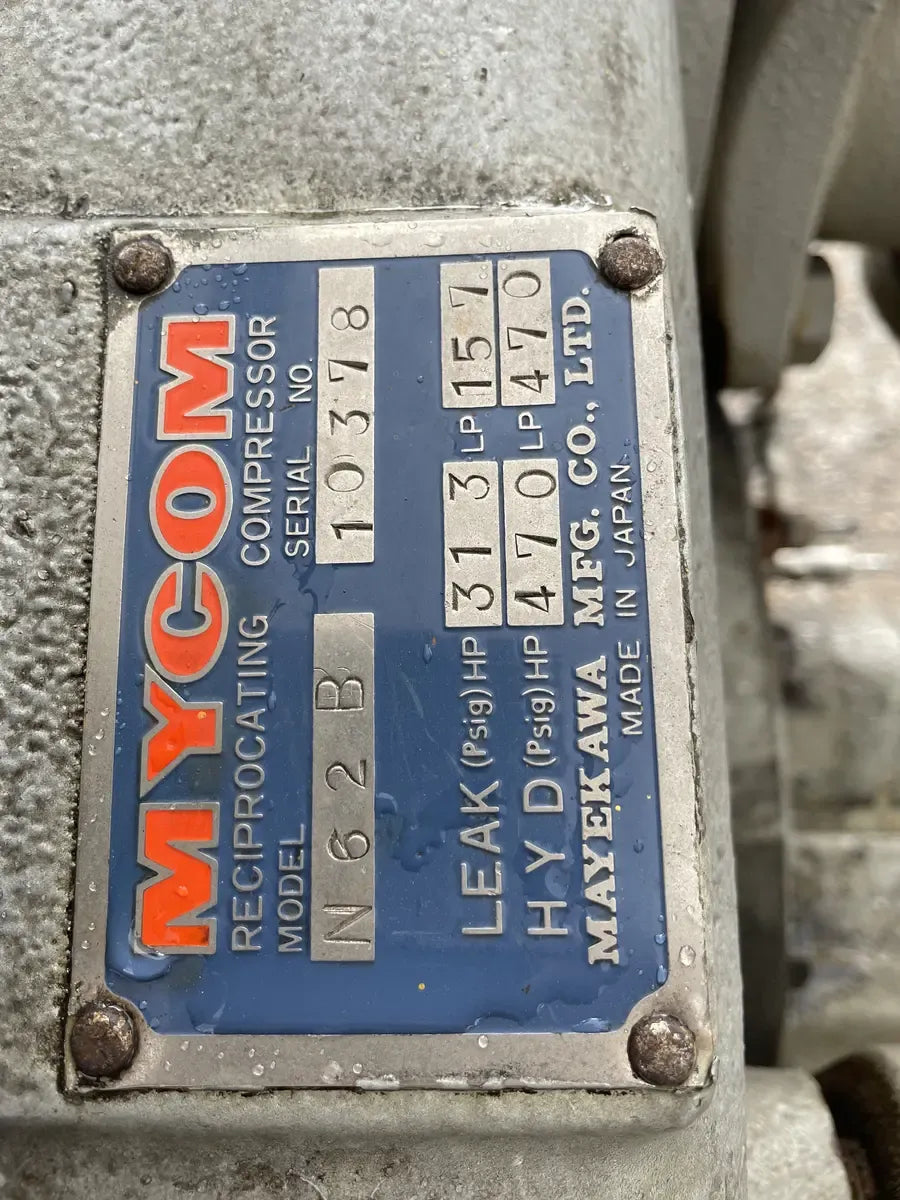 MYCOM
RECIPROCATING COMPRESSOR
MODEL SERIAL NO.
N62B 10378
LEAK (Psig) HP 313 LP 157
HYD (Psig) HP 470 LP 470
MAYEKAWA MFG. CO., LTD.
MADE IN JAPAN